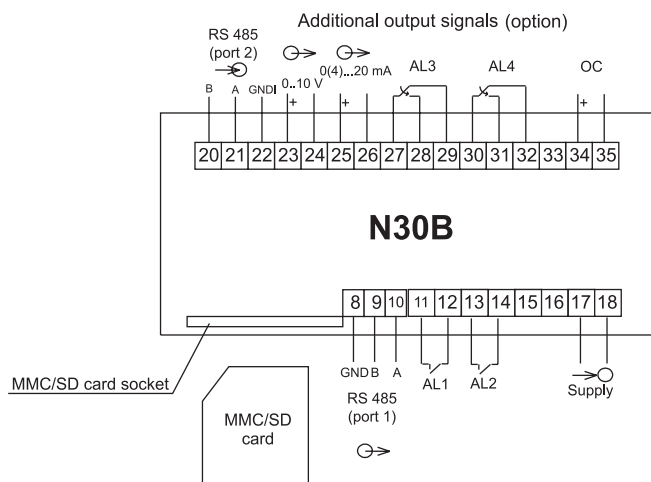 Additional output signals (option)
RS 485
(port 2)
0(4)...20 mA
AL3
AL4
OC
B
A
GNDI
0..10 V
+
+
+
20 21 22 23 24 25 26 27 28 29 30 31 32 33 34 35
N30B
8 9 10 11 12 13 14 15 16 17 18
MMC/SD card socket
GND B A
AL1
AL2
Supply
RS 485
(port 1)
MMC/SD
card